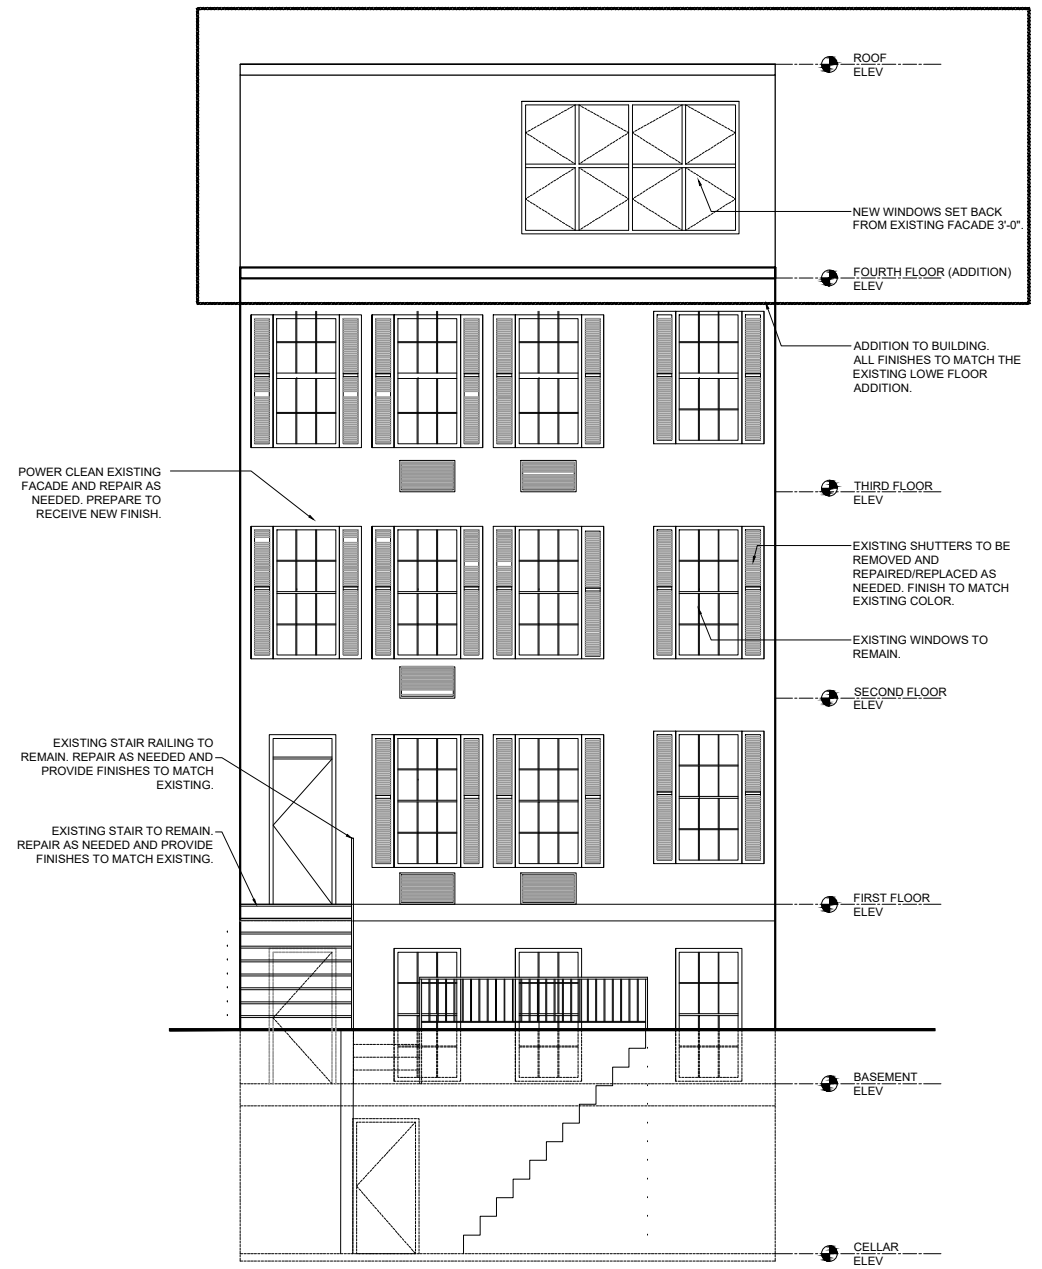 ROOF
ELEV
NEW WINDOWS SET BACK
FROM EXISTING FACADE 3'-0".
FOURTH FLOOR (ADDITION)
ELEV
ADDITION TO BUILDING.
ALL FINISHES TO MATCH THE
EXISTING LOWE FLOOR
ADDITION.
POWER CLEAN EXISTING
FACADE AND REPAIR AS
NEEDED. PREPARE TO
RECEIVE NEW FINISH.
THIRD FLOOR
ELEV
EXISTING SHUTTERS TO BE
REMOVED AND
REPAIRED/REPLACED AS
NEEDED. FINISH TO MATCH
EXISTING COLOR.
EXISTING WINDOWS TO
REMAIN.
SECOND FLOOR
ELEV
EXISTING STAIR RAILING TO
REMAIN. REPAIR AS NEEDED AND
PROVIDE FINISHES TO MATCH
EXISTING.
EXISTING STAIR TO REMAIN.
REPAIR AS NEEDED AND PROVIDE
FINISHES TO MATCH EXISTING.
FIRST FLOOR
ELEV
BASEMENT
ELEV
CELLAR
ELEV